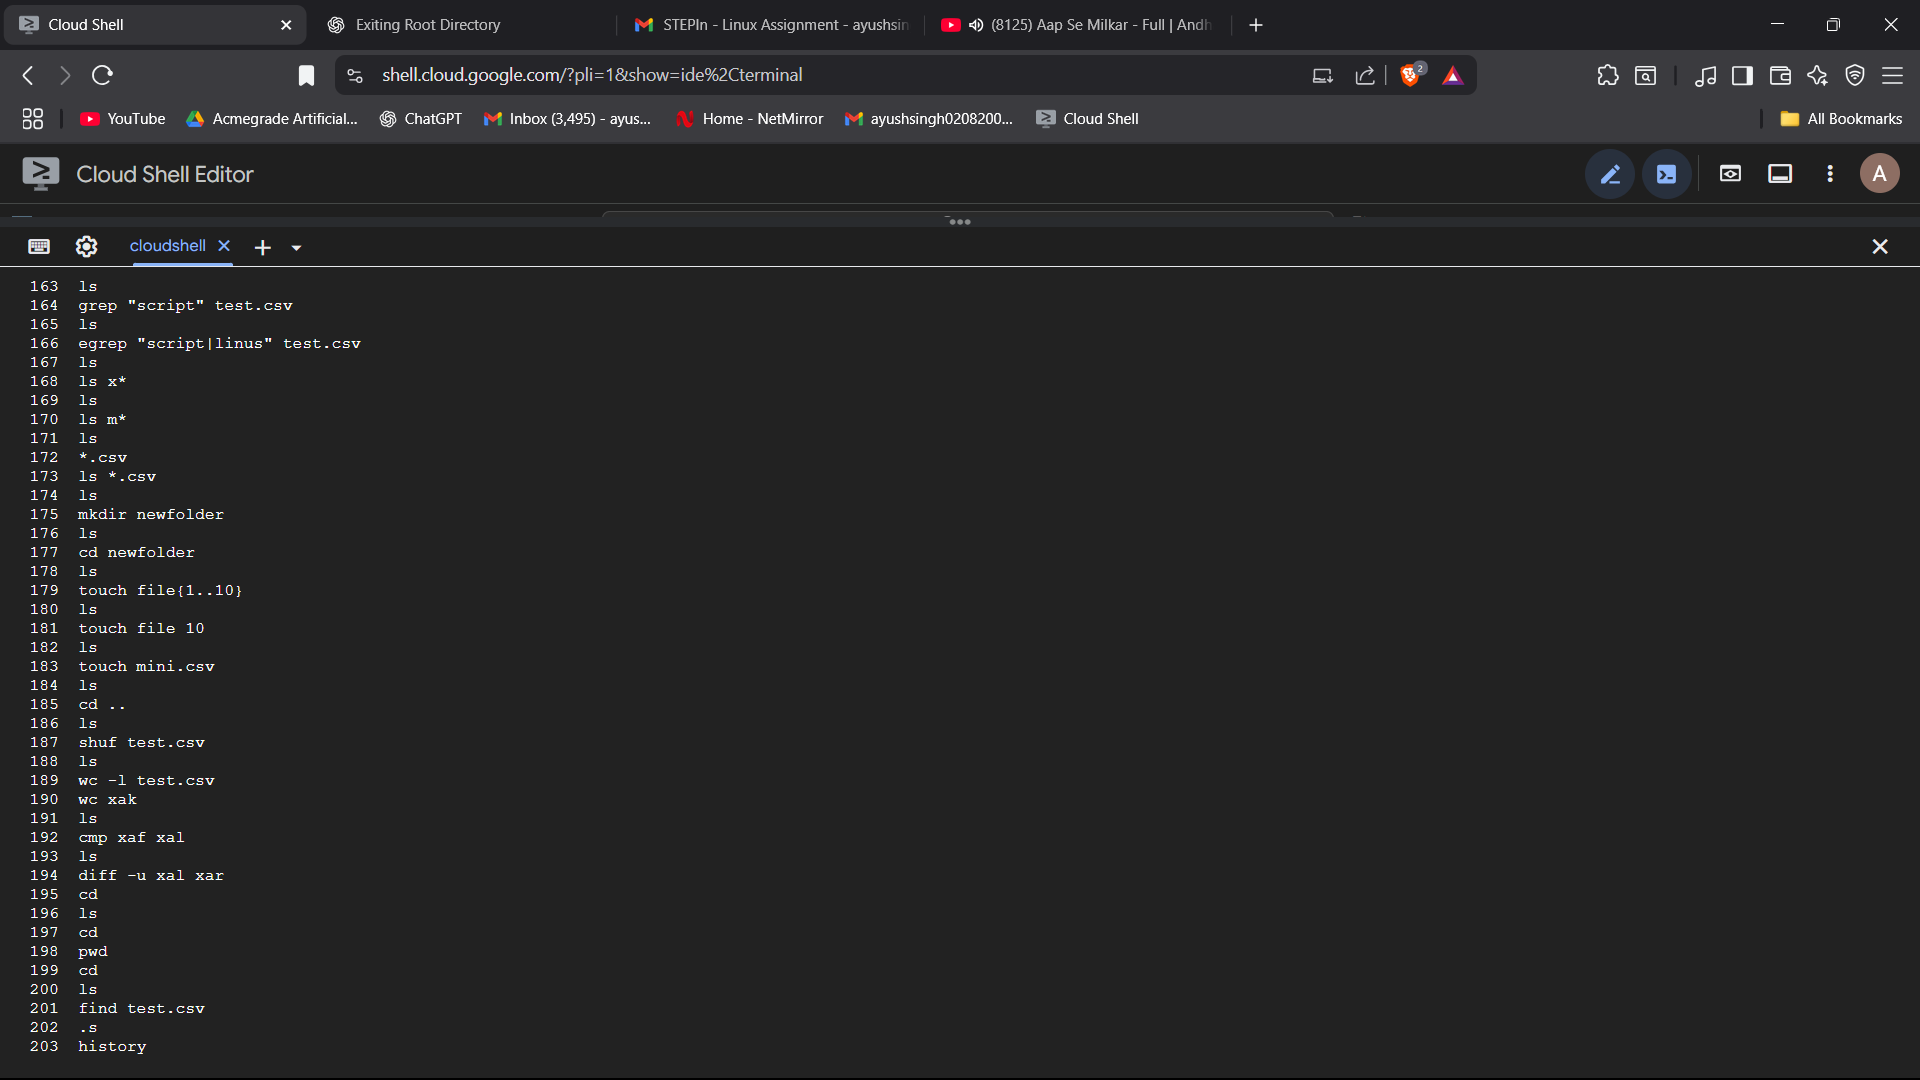 Cloud Shell
Exiting Root Directory
STEPIn - Linux Assignment - ayushsin
(8125) Aap Se Milkar - Full | Andh
shell.cloud.google.com/?pli=1&show=ide%2Cterminal
2
YouTube
Acmegrade Artificial...
ChatGPT
Inbox (3,495) - ayus...
Home - NetMirror
ayushsingh0208200...
Cloud Shell
All Bookmarks
Cloud Shell Editor
A
cloudshell
163 ls
164 grep "script" test.csv
165 ls
166 egrep "script|linus" test.csv
167 ls
168 ls x*
169 ls
170 ls m*
171 ls
172 *.csv
173 ls *.csv
174 ls
175 mkdir newfolder
176 ls
177 cd newfolder
178 ls
179 touch file{1..10}
180 ls
181 touch file 10
182 ls
183 touch mini.csv
184 ls
185 cd ..
186 ls
187 shuf test.csv
188 ls
189 wc -l test.csv
190 wc xak
191 ls
192 cmp xaf xal
193 ls
194 diff -u xal xar
195 cd
196 ls
197 cd
198 pwd
199 cd
200 ls
201 find test.csv
202 .s
203 history